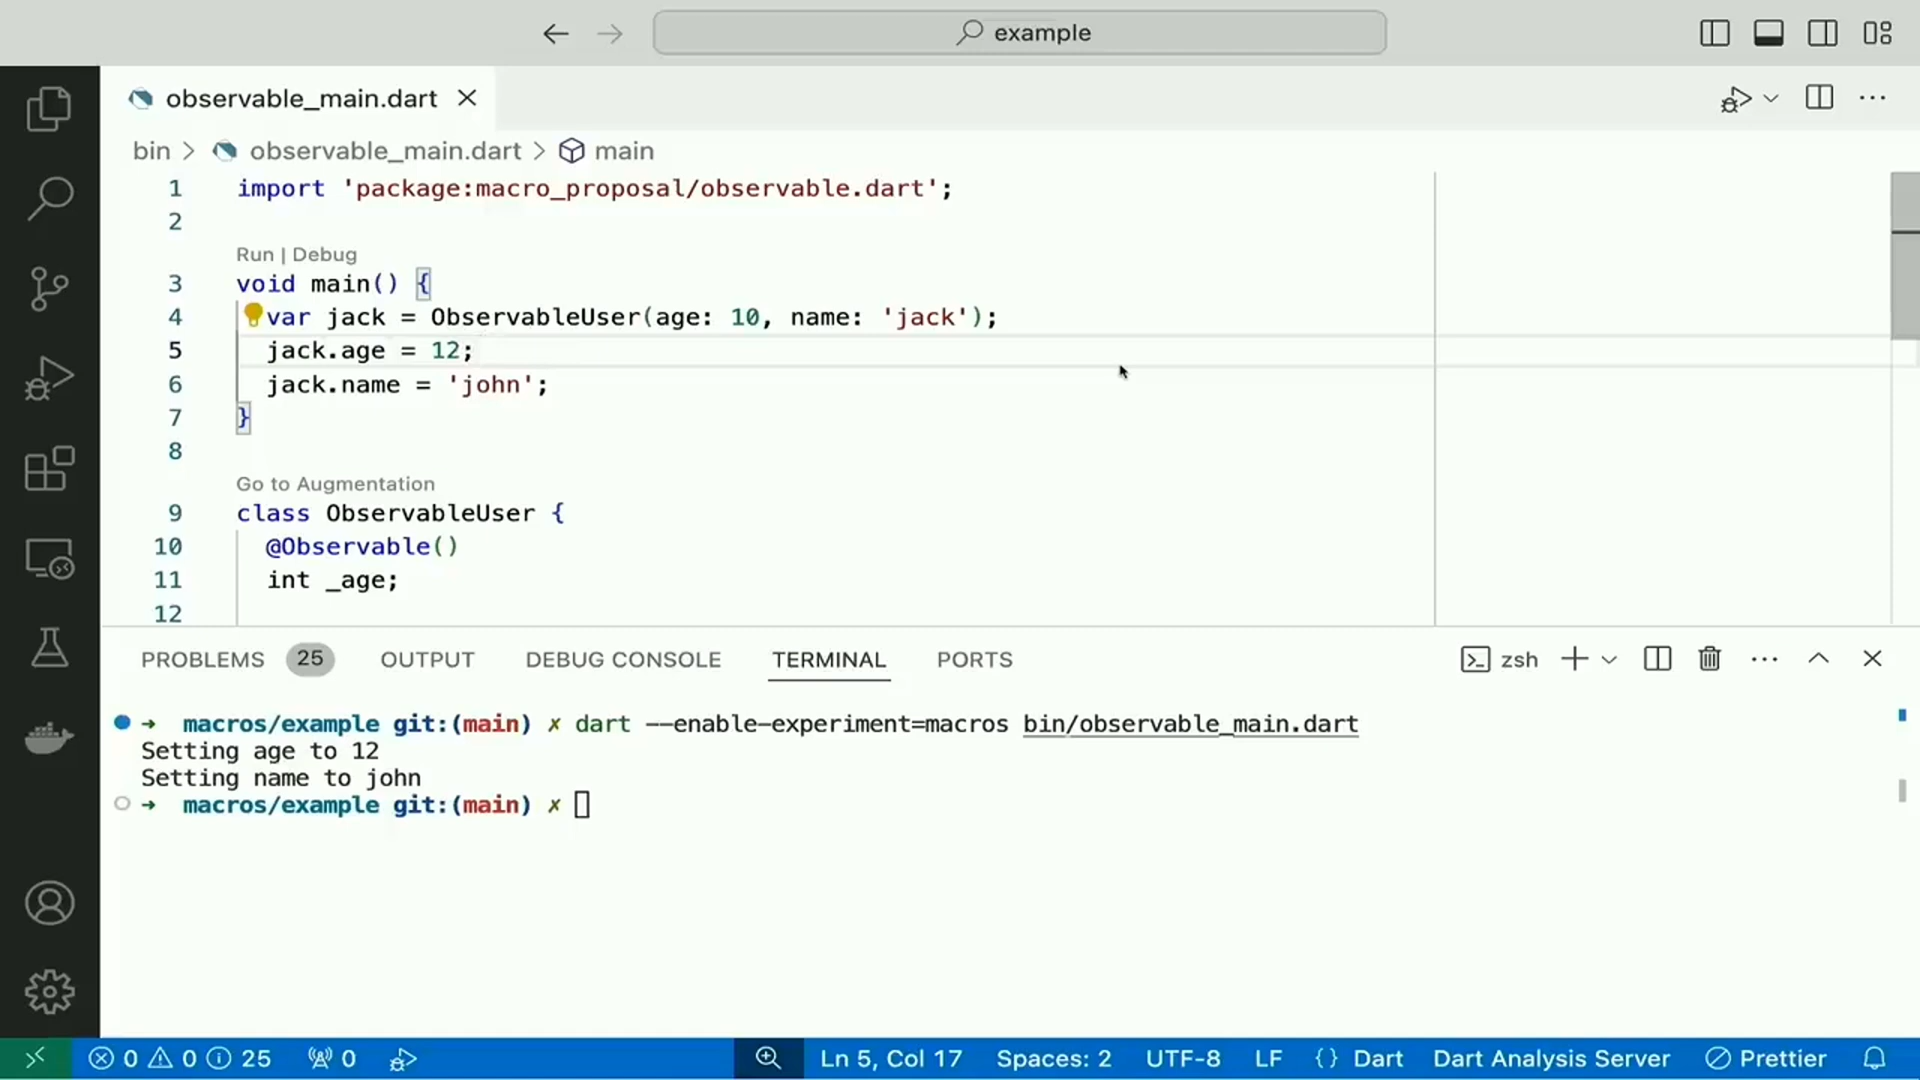 example
observable_main.dart
bin > observable_main.dart > main
1 import 'package:macro_proposal/observable.dart';
2
Run | Debug
3 void main() {
4 var jack = ObservableUser(age: 10, name: 'jack');
5 jack.age = 12;
6 jack.name = 'john';
7 }
8
Go to Augmentation
9 class ObservableUser {
10 @Observable()
11 int _age;
12
PROBLEMS 25 OUTPUT DEBUG CONSOLE TERMINAL PORTS zsh
→ macros/example git:(main) ✗ dart --enable-experiment=macros bin/observable_main.dart
Setting age to 12
Setting name to john
→ macros/example git:(main) ✗
0 0 25 0 Ln 5, Col 17 Spaces: 2 UTF-8 LF {} Dart Dart Analysis Server Prettier